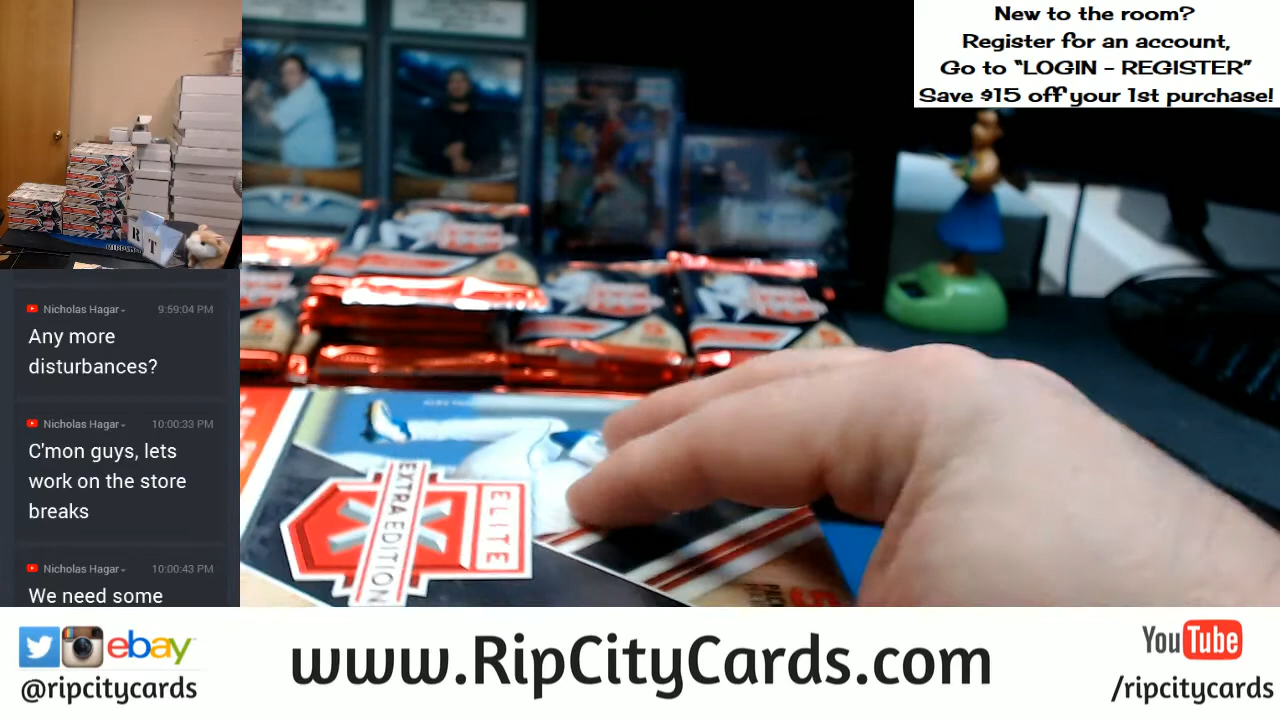 New to the room?
Register for an account,
Go to "LOGIN - REGISTER"
Save $15 off your 1st purchase!
R T
Nicholas Hagar
9:59:04 PM
Any more
disturbances?
Nicholas Hagar
10:00:33 PM
C'mon guys, lets
work on the store
breaks
Nicholas Hagar
10:00:43 PM
We need some
ELITE
EXTRA EDITION
5
ebay
@ripcitycards
www.RipCityCards.com
YouTube
/ripcitycards